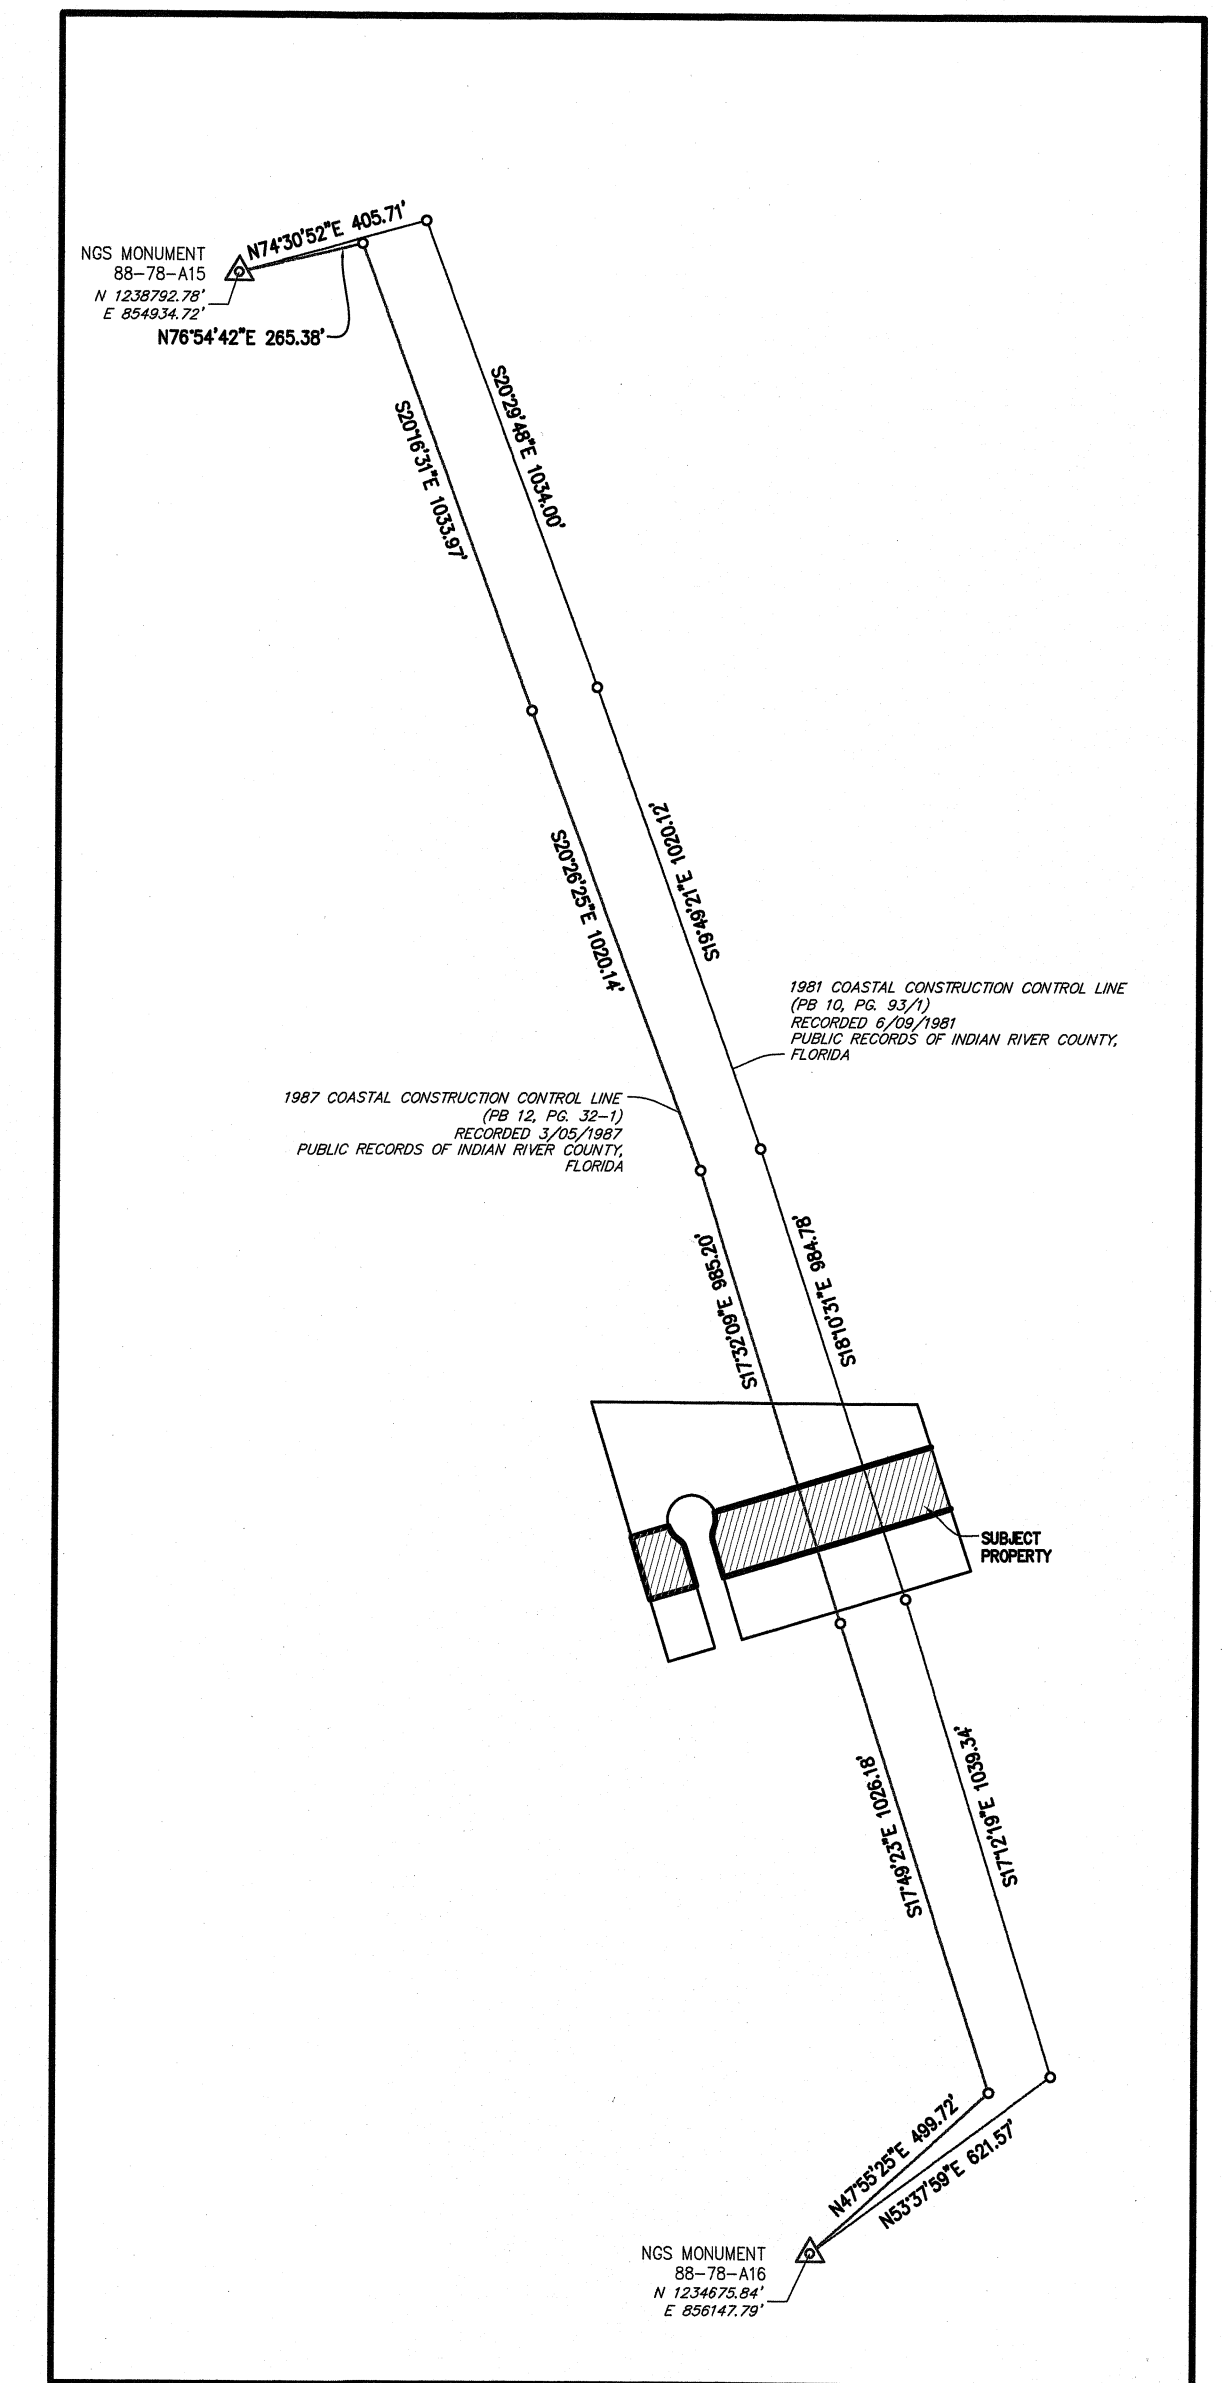 N74°30'52"E 405.71'
NGS MONUMENT
88-78-A15
N 1238792.78'
E 854934.72'
N76°54'42"E 265.38'
S20°29'48"E 1034.00'
S20°16'31"E 1033.97'
S19°49'21"E 1020.12'
S20°26'25"E 1020.14'
1981 COASTAL CONSTRUCTION CONTROL LINE
(PB 10, PG. 93/1)
RECORDED 6/09/1981
PUBLIC RECORDS OF INDIAN RIVER COUNTY,
FLORIDA
1987 COASTAL CONSTRUCTION CONTROL LINE
(PB 12, PG. 32-1)
RECORDED 3/05/1987
PUBLIC RECORDS OF INDIAN RIVER COUNTY,
FLORIDA
S18°10'31"E 984.78'
S17°32'09"E 985.20'
SUBJECT
PROPERTY
S17°12'19"E 1039.34'
S17°49'23"E 1026.18'
N47°55'25"E 499.72'
N53°37'59"E 621.57'
NGS MONUMENT
88-78-A16
N 1234675.84'
E 856147.79'